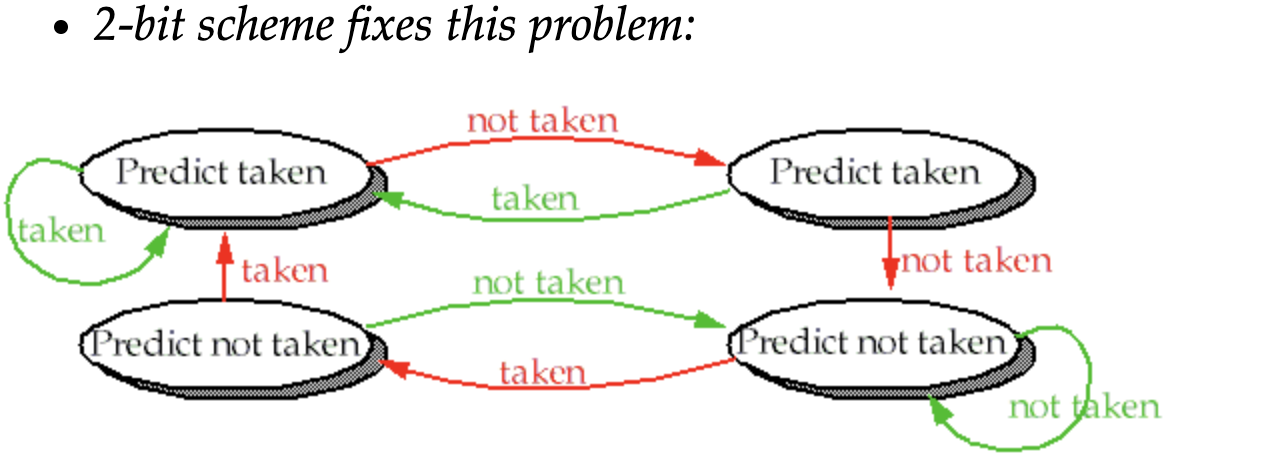 • 2-bit scheme fixes this problem:
not taken
Predict taken
Predict taken
taken
taken
taken
not taken
not taken
Predict not taken
Predict not taken
taken
not taken